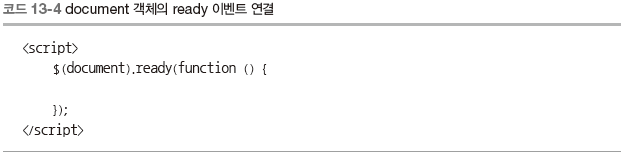 코드 13-4 document 객체의 ready 이벤트 연결
<script>
$(document).ready(function () {
});
</script>